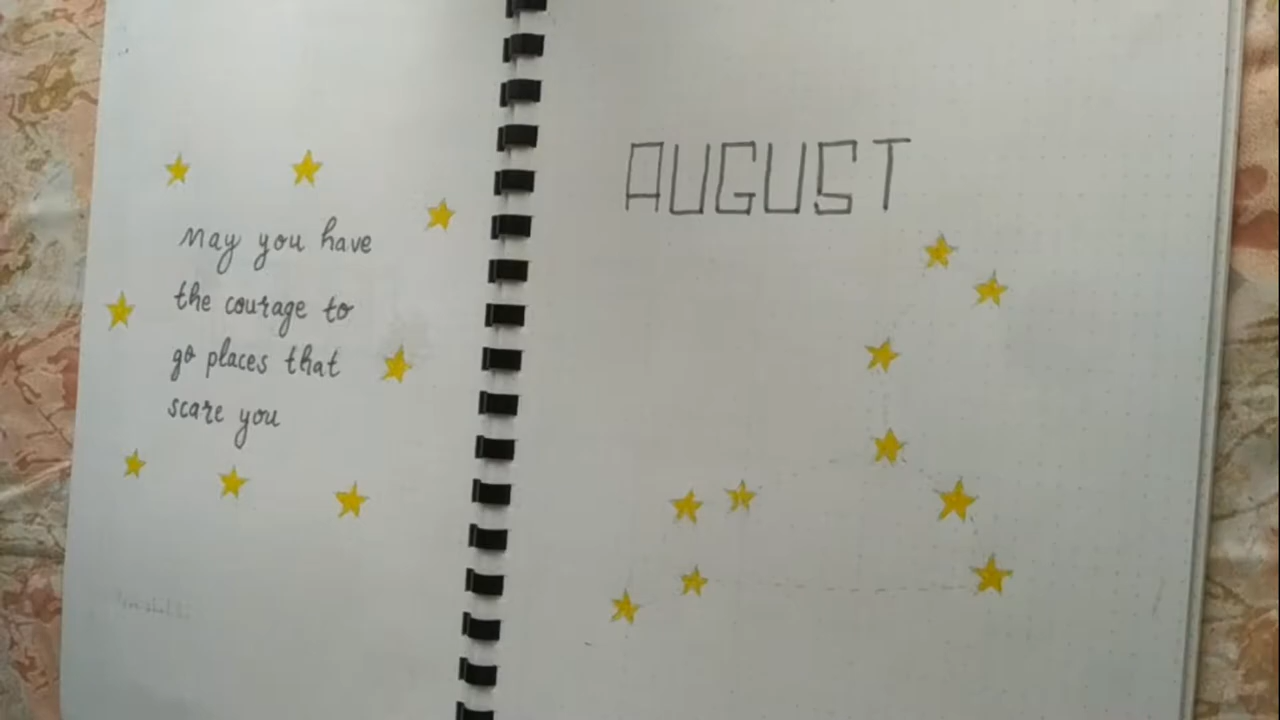 May you have
the courage to
go places that
scare you
AUGUST